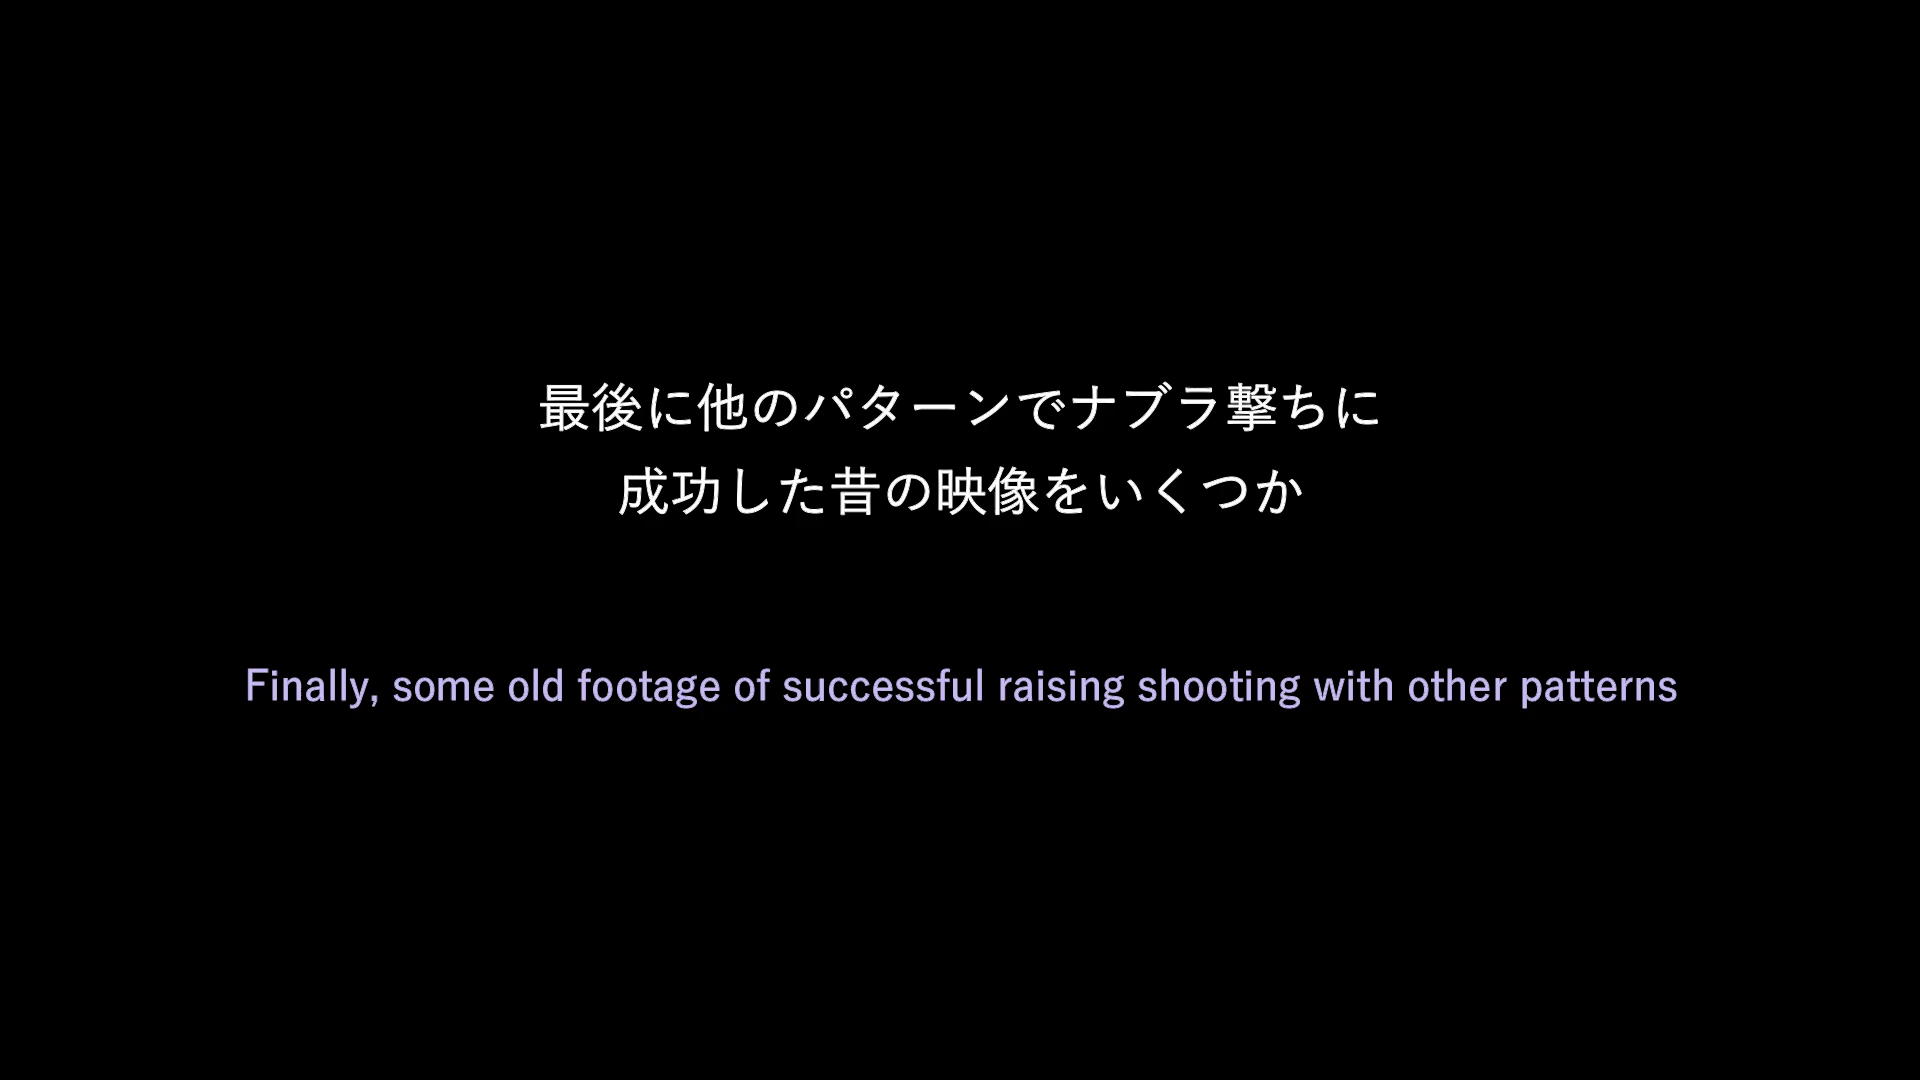 最後に他のパターンでナブラ撃ちに
成功した昔の映像をいくつか
Finally, some old footage of successful raising shooting with other patterns